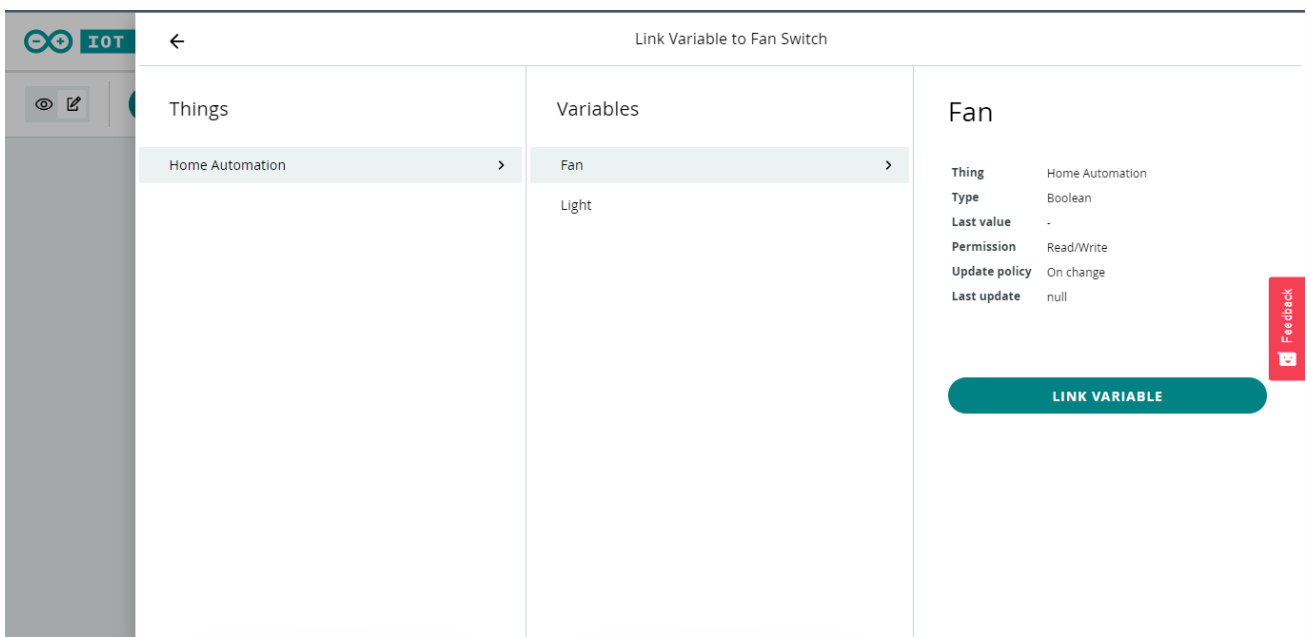 IOT
Link Variable to Fan Switch
Things
Home Automation
Variables
Fan
Light
Fan
Thing Home Automation
Type Boolean
Last value -
Permission Read/Write
Update policy On change
Last update null
LINK VARIABLE
Feedback